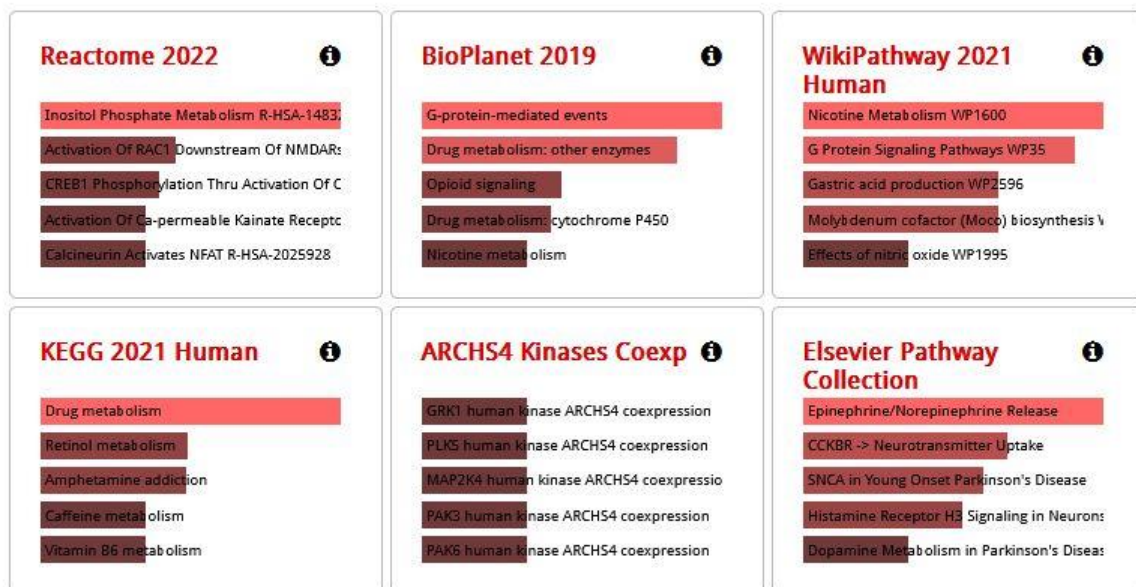 Reactome 2022
Inositol Phosphate Metabolism R-HSA-1483
Activation Of RAC1 Downstream Of NMDARs
CREB1 Phosphorylation Thru Activation Of C
Activation Of Ca-permeable Kainate Recepto
Calcineurin Activates NFAT R-HSA-2025928
BioPlanet 2019
G-protein-mediated events
Drug metabolism: other enzymes
Opioid signaling
Drug metabolism: cytochrome P450
Nicotine metabolism
WikiPathway 2021
Human
Nicotine Metabolism WP1600
G Protein Signaling Pathways WP35
Gastric acid production WP2596
Molybdenum cofactor (Moco) biosynthesis
Effects of nitric oxide WP1995
KEGG 2021 Human
Drug metabolism
Retinol metabolism
Amphetamine addiction
Caffeine metabolism
Vitamin B6 metabolism
ARCHS4 Kinases Coexp
GRK1 human kinase ARCHS4 coexpression
PLK5 human kinase ARCHS4 coexpression
MAP2K4 human kinase ARCHS4 coexpressio
PAK3 human kinase ARCHS4 coexpression
PAK6 human kinase ARCHS4 coexpression
Elsevier Pathway
Collection
Epinephrine/Norepinephrine Release
CCKBR -> Neurotransmitter Uptake
SNCA in Young Onset Parkinson's Disease
Histamine Receptor H3 Signaling in Neurons
Dopamine Metabolism in Parkinson's Diseas